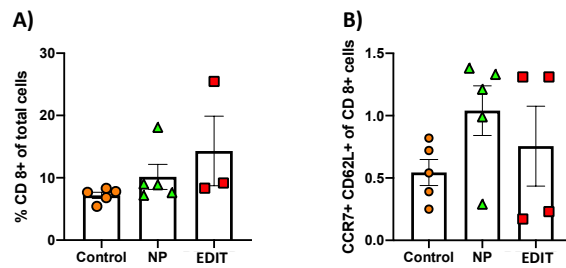 A)
% CD 8+ of total cells
30
20
10
0
Control NP EDIT
B)
CCR7+ CD62L+ of CD 8+ cells
1.5
1.0
0.5
0.0
Control NP EDIT